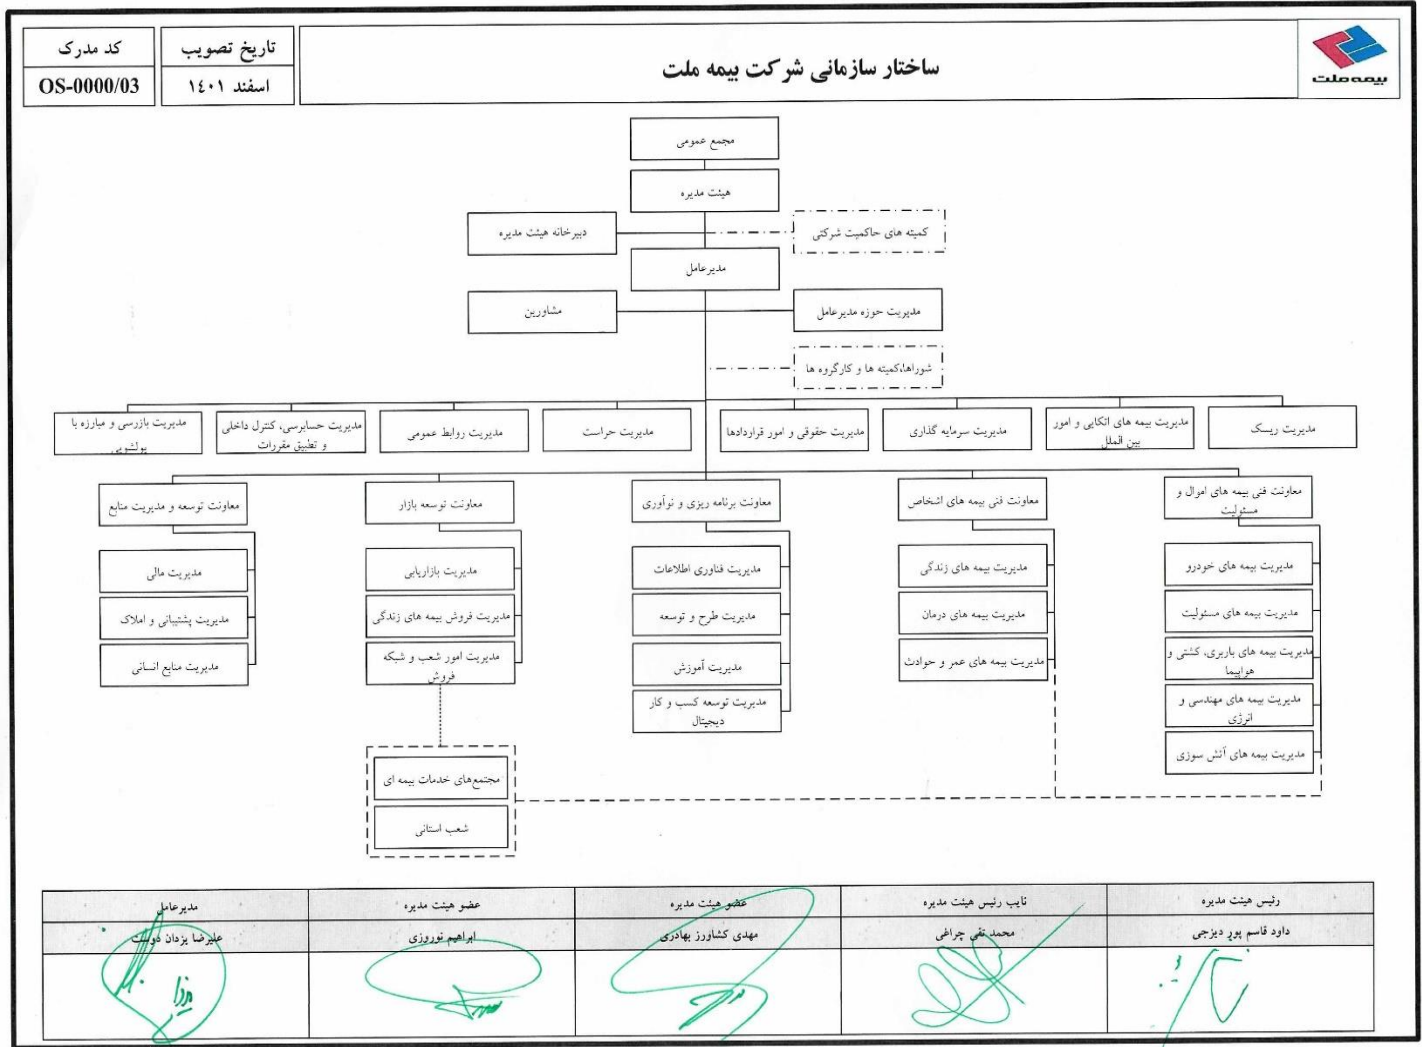 بیمه ملت
ساختار سازمانی شرکت بیمه ملت
تاریخ تصویب
اسفند ۱٤۰۱
کد مدرک
OS-0000/03
مجمع عمومی
هیئت مدیره
کمیته های حاکمیت شرکتی
دبیرخانه هیئت مدیره
مدیرعامل
مدیریت حوزه مدیرعامل
مشاورین
شوراها،کمیته ها و کارگروه ها
مدیریت ریسک
مدیریت بیمه های اتکایی و امور
بین الملل
مدیریت سرمایه گذاری
مدیریت حقوقی و امور قراردادها
مدیریت حراست
مدیریت روابط عمومی
مدیریت حسابرسی، کنترل داخلی
و تطبیق مقررات
مدیریت بازرسی و مبارزه با
پولشویی
معاونت فنی بیمه های اموال و
مسئولیت
معاونت فنی بیمه های اشخاص
معاونت برنامه ریزی و نوآوری
معاونت توسعه بازار
معاونت توسعه و مدیریت منابع
مدیریت بیمه های خودرو
مدیریت بیمه های مسئولیت
مدیریت بیمه های باربری، کشتی و
هواپیما
مدیریت بیمه های مهندسی و
انرژی
مدیریت بیمه های آتش سوزی
مدیریت بیمه های زندگی
مدیریت بیمه های درمان
مدیریت بیمه های عمر و حوادث
مدیریت فناوری اطلاعات
مدیریت طرح و توسعه
مدیریت آموزش
مدیریت توسعه کسب و کار
دیجیتال
مدیریت بازاریابی
مدیریت فروش بیمه های زندگی
مدیریت امور شعب و شبکه
فروش
مدیریت مالی
مدیریت پشتیبانی و املاک
مدیریت منابع انسانی
مجتمع‌های خدمات بیمه ای
شعب استانی
رئیس هیئت مدیره
نایب رئیس هیئت مدیره
عضو هیئت مدیره
عضو هیئت مدیره
مدیرعامل
داود قاسم پور دیزجی
محمد تقی چراغی
مهدی کشاورز بهادری
ابراهیم نوروزی
علیرضا یزدان دوست